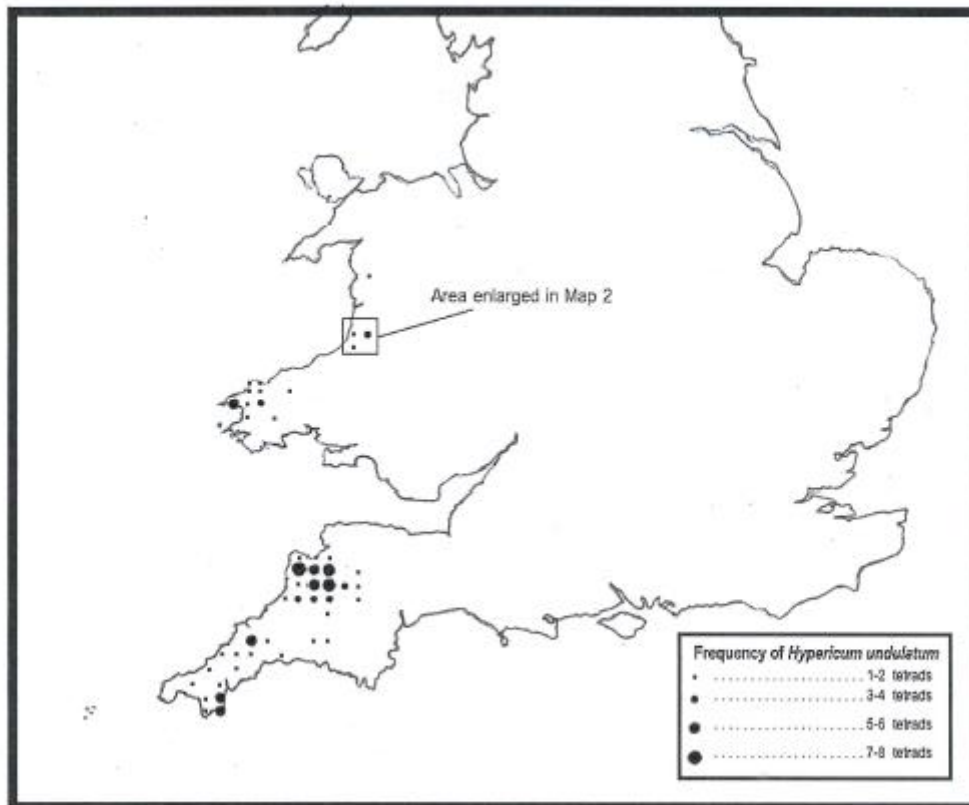 Area enlarged in Map 2
Frequency of Hypericum undulatum
1-2 tetrads
3-4 tetrads
5-6 tetrads
7-8 tetrads